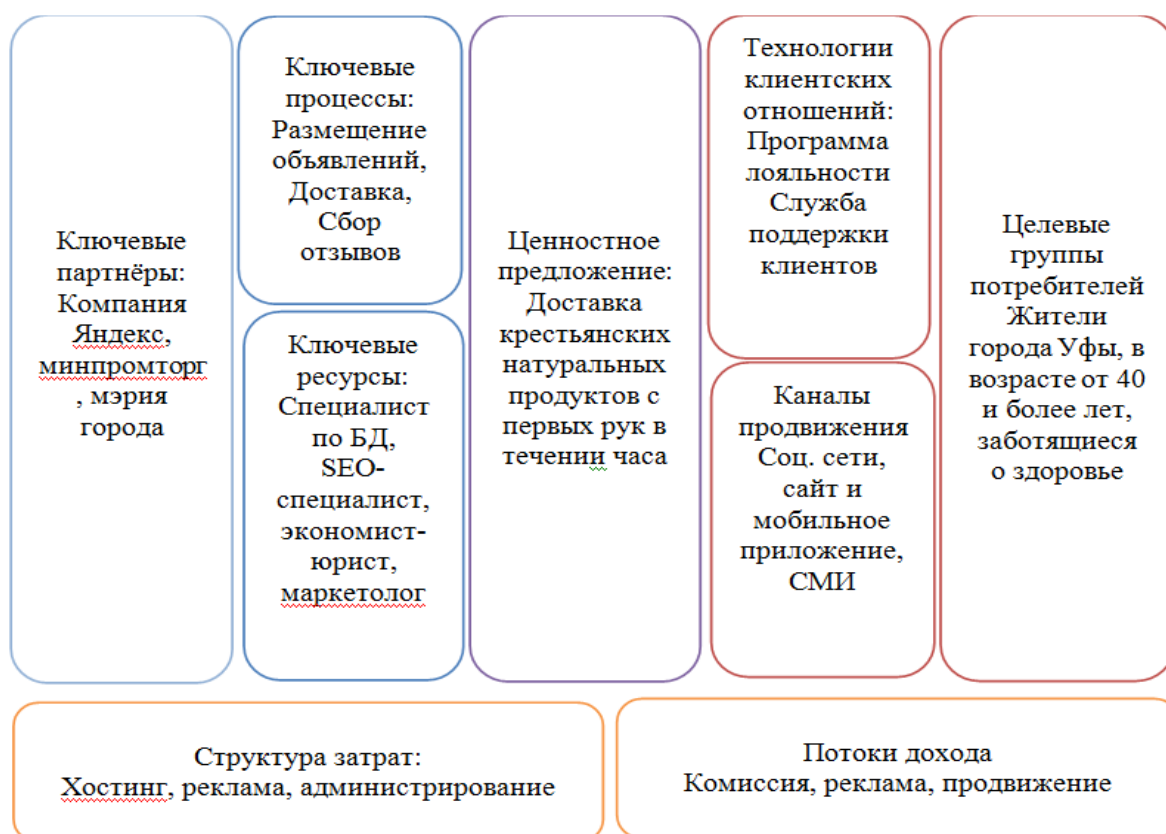 Ключевые
партнёры:
Компания
Яндекс,
минпромторг
, мэрия
города
Ключевые
процессы:
Размещение
объявлений,
Доставка,
Сбор
отзывов
Ключевые
ресурсы:
Специалист
по БД,
SEO-
специалист,
экономист-
юрист,
маркетолог
Ценностное
предложение:
Доставка
крестьянских
натуральных
продуктов с
первых рук в
течении часа
Технологии
клиентских
отношений:
Программа
лояльности
Служба
поддержки
клиентов
Каналы
продвижения
Соц. сети,
сайт и
мобильное
приложение,
СМИ
Целевые
группы
потребителей
Жители
города Уфы, в
возрасте от 40
и более лет,
заботящиеся
о здоровье
Структура затрат:
Хостинг, реклама, администрирование
Потоки дохода
Комиссия, реклама, продвижение